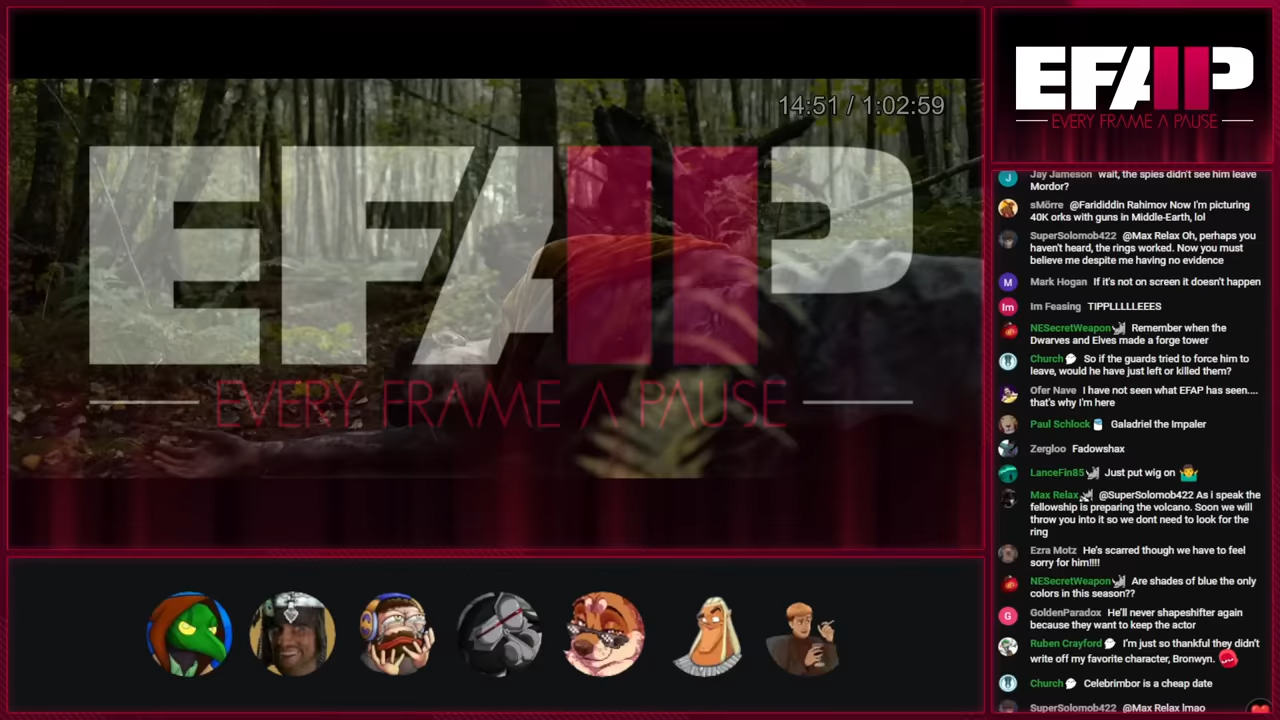 14:51 / 1:02:59
EFAP
EVERY FRAME A PAUSE
EFAP
EVERY FRAME A PAUSE
Jay Jameson wait, the spies didn't see him leave
Mordor?
sMörre @Farididdin Rahimov Now I'm picturing
40K orks with guns in Middle-Earth, lol
SuperSolomob422 @Max Relax Oh, perhaps you
haven't heard, the rings worked. Now you must
believe me despite me having no evidence
M Mark Hogan If it's not on screen it doesn't happen
Im Im Feasing TIPPLLLLLEEES
NESecretWeapon Remember when the
Dwarves and Elves made a forge tower
Church So if the guards tried to force him to
leave, would he have just left or killed them?
Ofer Nave I have not seen what EFAP has seen....
that's why I'm here
Paul Schlock Galadriel the Impaler
Zergloo Fadowshax
LanceFin85 Just put wig on
Max Relax @SuperSolomob422 As i speak the
fellowship is preparing the volcano. Soon we will
throw you into it so we dont need to look for the
ring
Ezra Motz He's scarred though we have to feel
sorry for him!!!!
NESecretWeapon Are shades of blue the only
colors in this season??
G GoldenParadox He'll never shapeshifter again
because they want to keep the actor
Ruben Crayford I'm just so thankful they didn't
write off my favorite character, Bronwyn.
Church Celebrimbor is a cheap date
SuperSolomob422 @Max Relax lmao